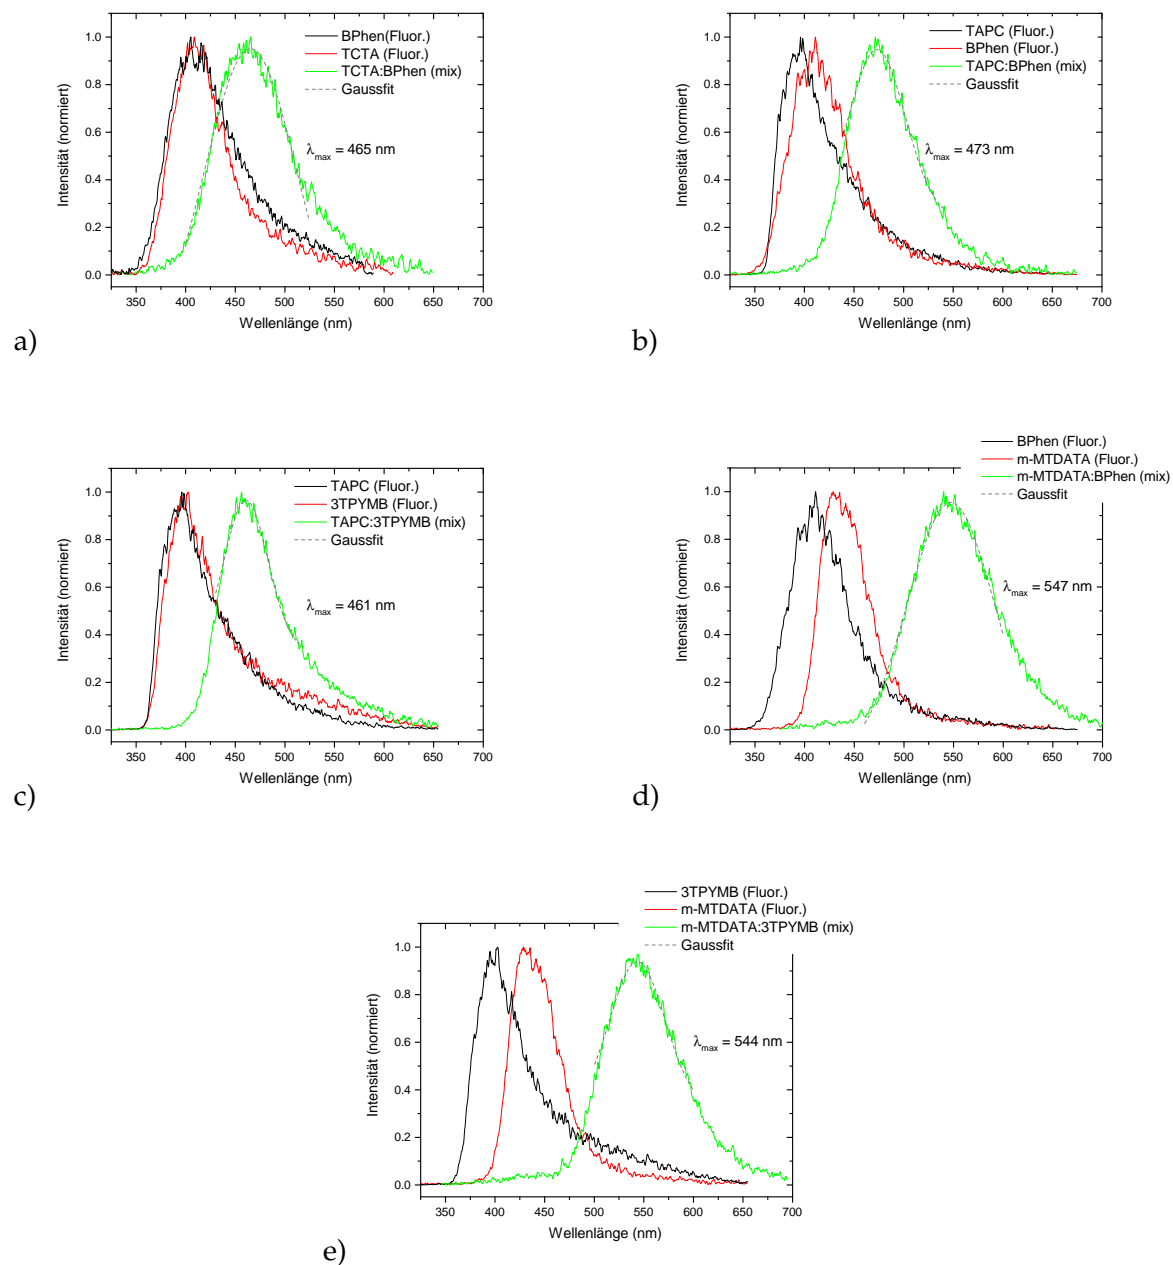 BPhen(Fluor.)
TCTA (Fluor.)
TCTA:BPhen (mix)
Gaussfit
λmax = 465 nm
Intensität (normiert)
1.0
0.8
0.6
0.4
0.2
0.0
350 400 450 500 550 600 650 700
Wellenlänge (nm)
a)
TAPC (Fluor.)
BPhen (Fluor.)
TAPC:BPhen (mix)
Gaussfit
λmax = 473 nm
Intensität (normiert)
1.0
0.8
0.6
0.4
0.2
0.0
350 400 450 500 550 600 650 700
Wellenlänge (nm)
b)
TAPC (Fluor.)
3TPYMB (Fluor.)
TAPC:3TPYMB (mix)
Gaussfit
λmax = 461 nm
Intensität (normiert)
1.0
0.8
0.6
0.4
0.2
0.0
350 400 450 500 550 600 650 700
Wellenlänge (nm)
c)
BPhen (Fluor.)
m-MTDATA (Fluor.)
m-MTDATA:BPhen (mix)
Gaussfit
λmax = 547 nm
Intensität (normiert)
1.0
0.8
0.6
0.4
0.2
0.0
350 400 450 500 550 600 650 700
Wellenlänge (nm)
d)
3TPYMB (Fluor.)
m-MTDATA (Fluor.)
m-MTDATA:3TPYMB (mix)
Gaussfit
λmax = 544 nm
Intensität (normiert)
1.0
0.8
0.6
0.4
0.2
0.0
350 400 450 500 550 600 650 700
Wellenlänge (nm)
e)